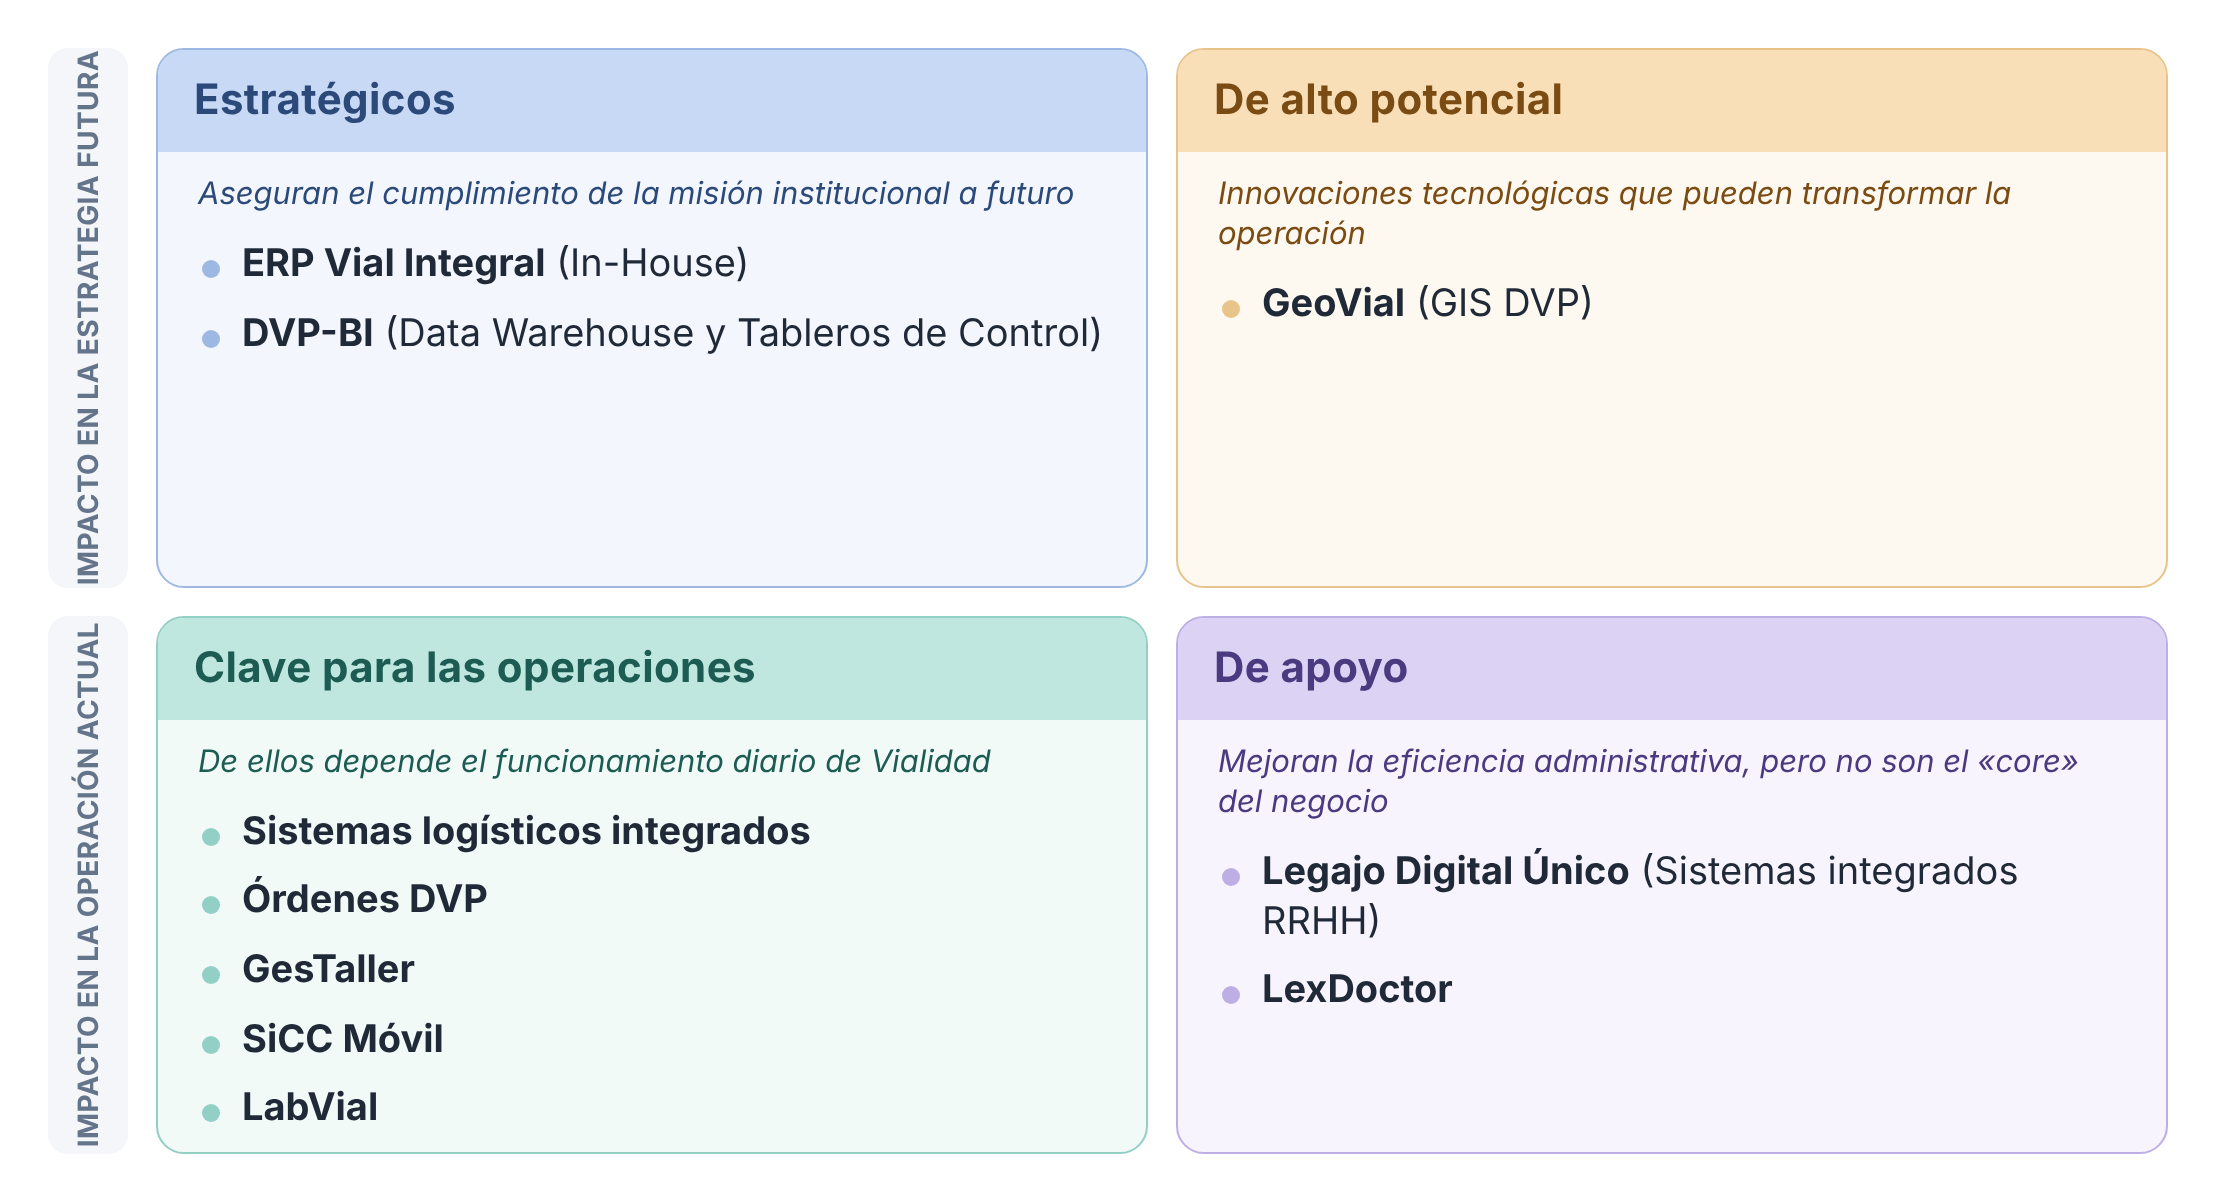 IMPACTO EN LA ESTRATEGIA FUTURA
Estratégicos
Aseguran el cumplimiento de la misión institucional a futuro
ERP Vial Integral (In-House)
DVP-BI (Data Warehouse y Tableros de Control)
De alto potencial
Innovaciones tecnológicas que pueden transformar la
operación
GeoVial (GIS DVP)
IMPACTO EN LA OPERACIÓN ACTUAL
Clave para las operaciones
De ellos depende el funcionamiento diario de Vialidad
Sistemas logísticos integrados
Órdenes DVP
GesTaller
SiCC Móvil
LabVial
De apoyo
Mejoran la eficiencia administrativa, pero no son el «core»
del negocio
Legajo Digital Único (Sistemas integrados
RRHH)
LexDoctor